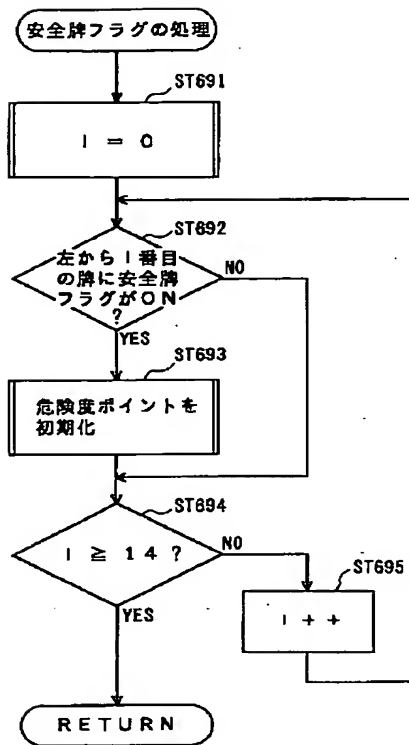 安全牌フラグの処理
ST691
I = 0
ST692
左からI番目
の牌に安全牌
フラグがON
?
NO
YES
ST693
危険度ポイントを
初期化
ST694
I ≧ 14 ?
NO
ST695
YES
I + +
RETURN